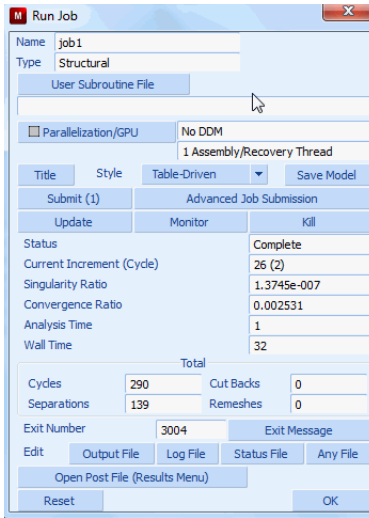 M Run Job X
Name job1
Type Structural
User Subroutine File
Parallelization/GPU No DDM
1 Assembly/Recovery Thread
Title Style Table-Driven Save Model
Submit (1) Advanced Job Submission
Update Monitor Kill
Status Complete
Current Increment (Cycle) 26 (2)
Singularity Ratio 1.3745e-007
Convergence Ratio 0.002531
Analysis Time 1
Wall Time 32
Total
Cycles 290 Cut Backs 0
Separations 139 Remeshes 0
Exit Number 3004 Exit Message
Edit Output File Log File Status File Any File
Open Post File (Results Menu)
Reset OK